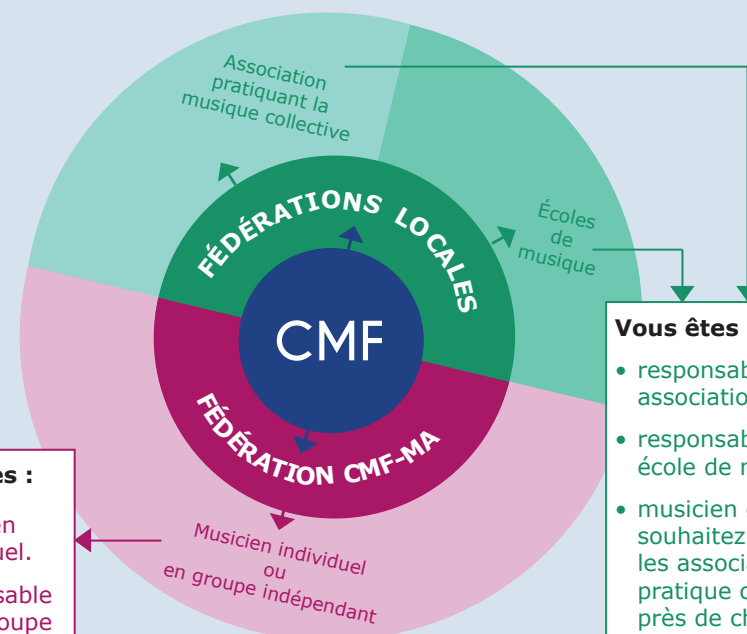 Association
pratiquant la
musique collective
FÉDÉRATIONS LOCALES
Écoles
de
musique
CMF
FÉDÉRATION CMF-MA
Musicien individuel
ou
en groupe indépendant
Vous êtes
• responsab
associatio
• responsab
école de
• musicien
souhaitez
les associa
pratique
près de
es :
en
uel.
sable
oupe